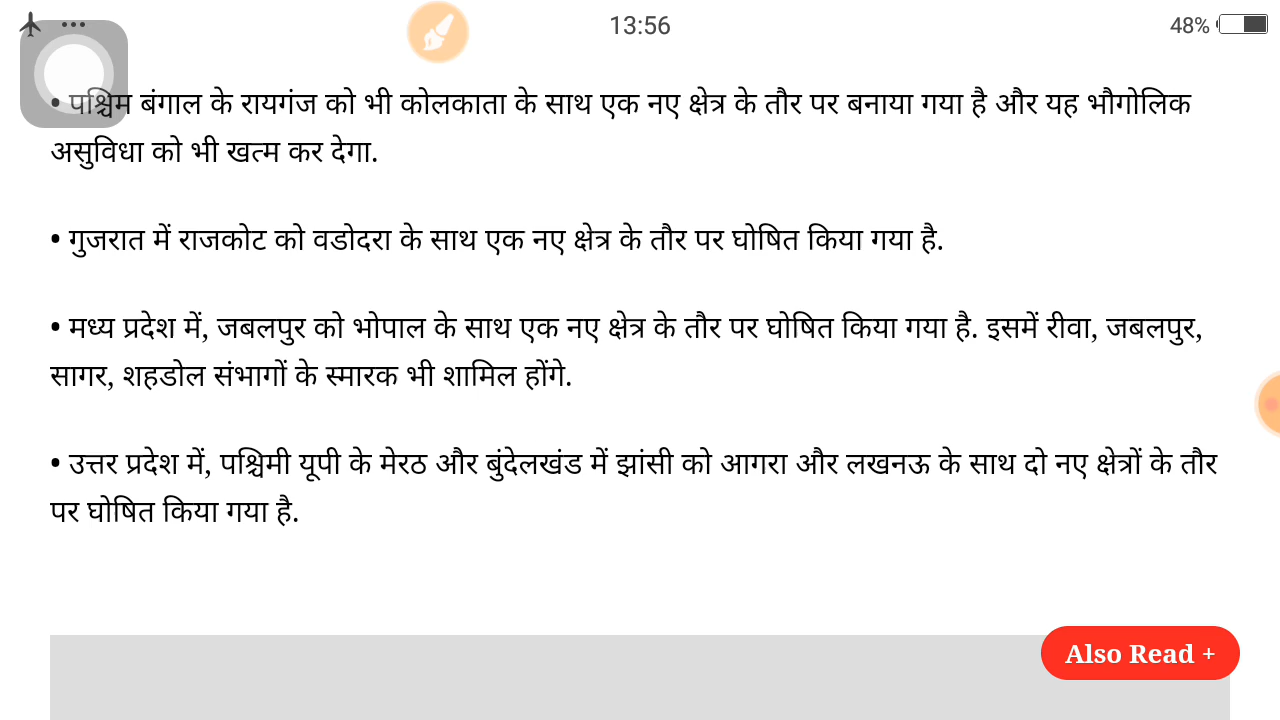 13:56
48%
• पश्चिम बंगाल के रायगंज को भी कोलकाता के साथ एक नए क्षेत्र के तौर पर बनाया गया है और यह भौगोलिक
असुविधा को भी खत्म कर देगा.
• गुजरात में राजकोट को वडोदरा के साथ एक नए क्षेत्र के तौर पर घोषित किया गया है.
• मध्य प्रदेश में, जबलपुर को भोपाल के साथ एक नए क्षेत्र के तौर पर घोषित किया गया है. इसमें रीवा, जबलपुर,
सागर, शहडोल संभागों के स्मारक भी शामिल होंगे.
• उत्तर प्रदेश में, पश्चिमी यूपी के मेरठ और बुंदेलखंड में झांसी को आगरा और लखनऊ के साथ दो नए क्षेत्रों के तौर
पर घोषित किया गया है.
Also Read +